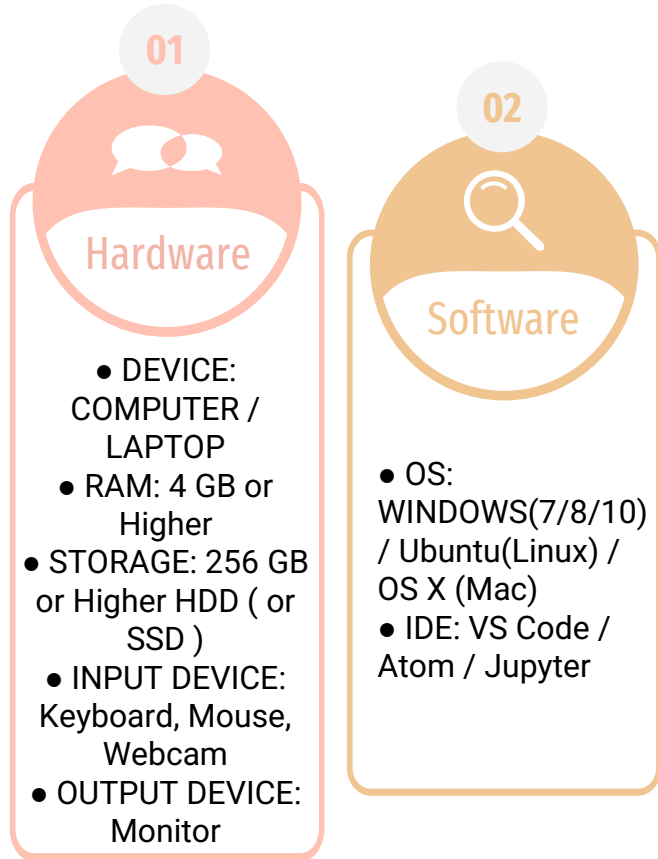 01
Hardware
● DEVICE:
COMPUTER /
LAPTOP
● RAM: 4 GB or
Higher
● STORAGE: 256 GB
or Higher HDD ( or
SSD )
● INPUT DEVICE:
Keyboard, Mouse,
Webcam
● OUTPUT DEVICE:
Monitor
02
Software
● OS:
WINDOWS(7/8/10)
/ Ubuntu(Linux) /
OS X (Mac)
● IDE: VS Code /
Atom / Jupyter